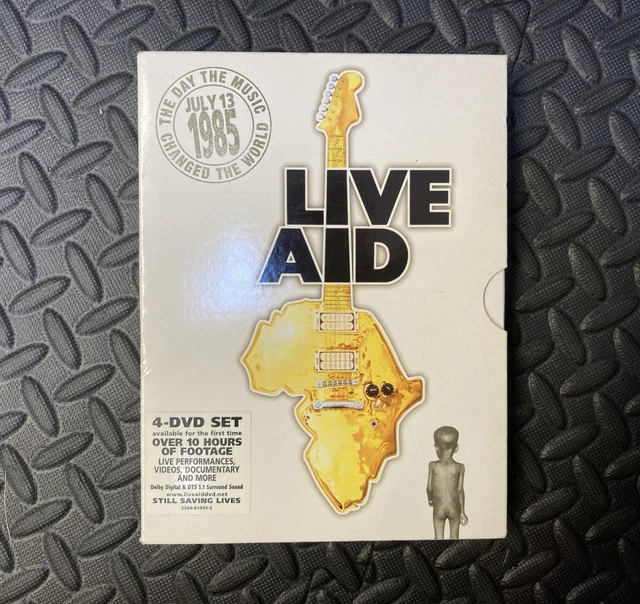 THE DAY THE MUSIC
JULY 13
1985
CHANGED THE WORLD
LIVE
AID
4-DVD SET
available for the first time
OVER 10 HOURS
OF FOOTAGE
LIVE PERFORMANCES,
VIDEOS, DOCUMENTARY
AND MORE
Dolby Digital & DTS 5.1 Surround Sound
www.liveaiddvd.net
STILL SAVING LIVES